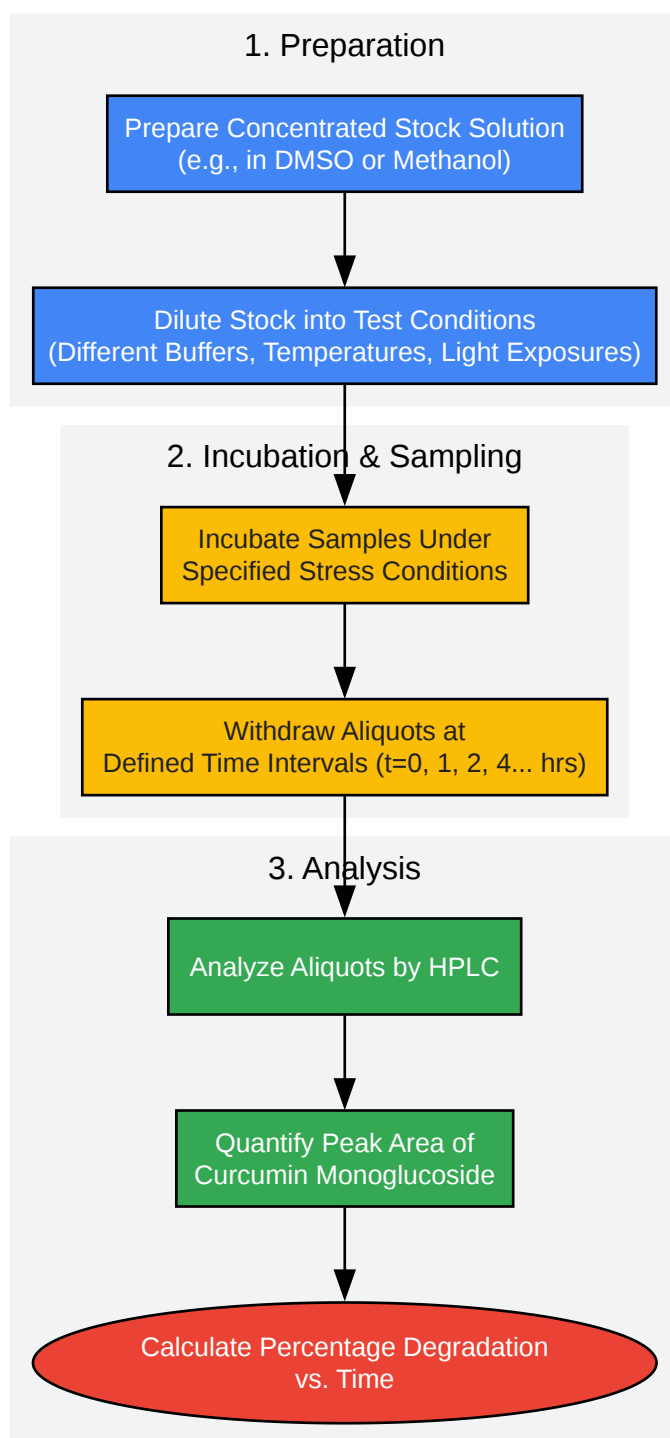 1. Preparation
Prepare Concentrated Stock Solution
(e.g., in DMSO or Methanol)
Dilute Stock into Test Conditions
(Different Buffers, Temperatures, Light Exposures)
2. Incubation & Sampling
Incubate Samples Under
Specified Stress Conditions
Withdraw Aliquots at
Defined Time Intervals (t=0, 1, 2, 4... hrs)
3. Analysis
Analyze Aliquots by HPLC
Quantify Peak Area of
Curcumin Monoglucoside
Calculate Percentage Degradation
vs. Time